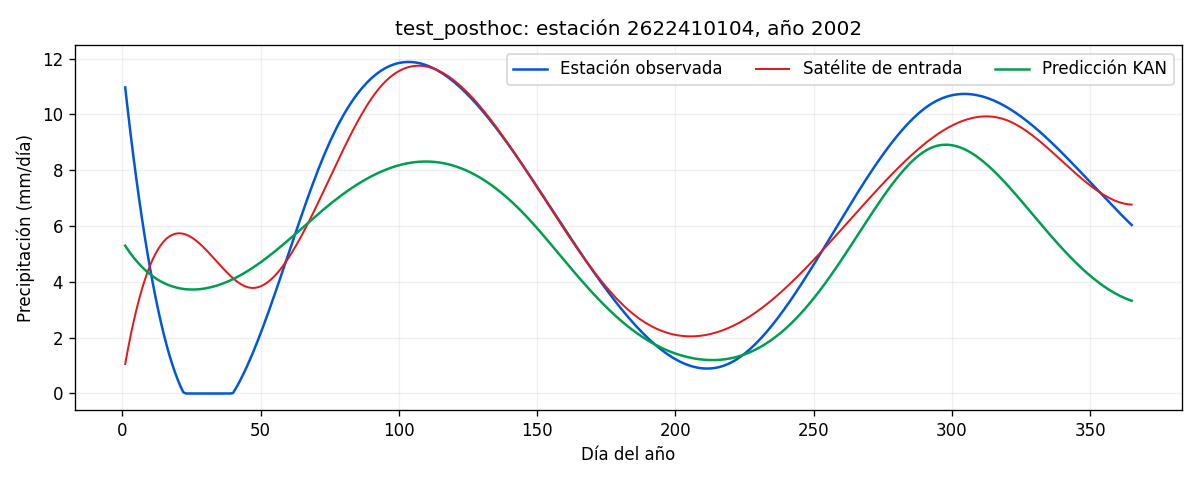 test_posthoc: estación 2622410104, año 2002
Estación observada
Satélite de entrada
Predicción KAN
Precipitación (mm/día)
12
10
8
6
4
2
0
0
50
100
150
200
250
300
350
Día del año